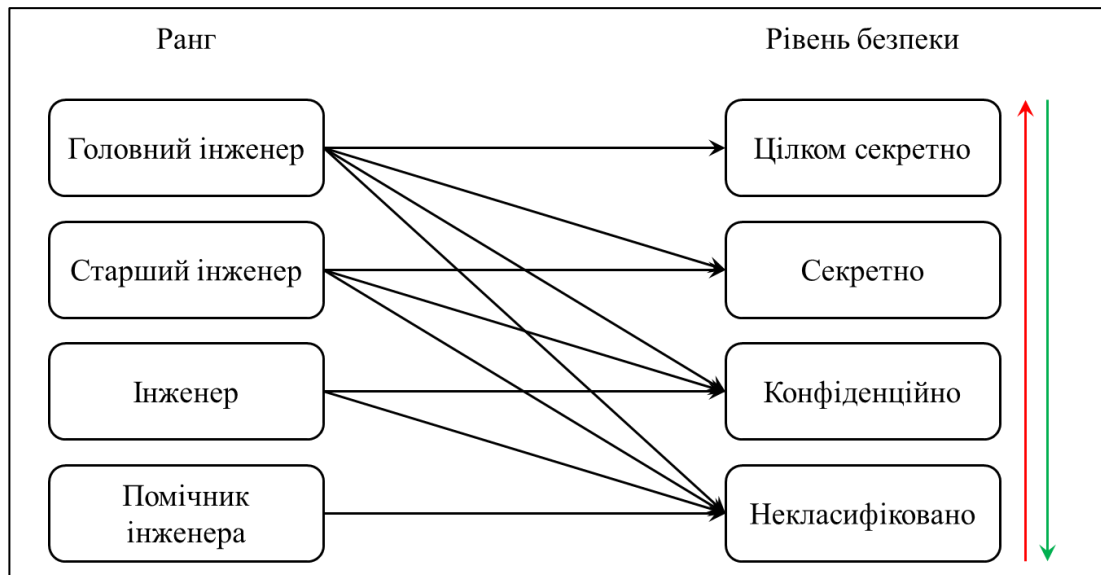 Ранг
Рівень безпеки
Головний інженер
Цілком секретно
Старший інженер
Секретно
Інженер
Конфіденційно
Помічник
інженера
Некласифіковано